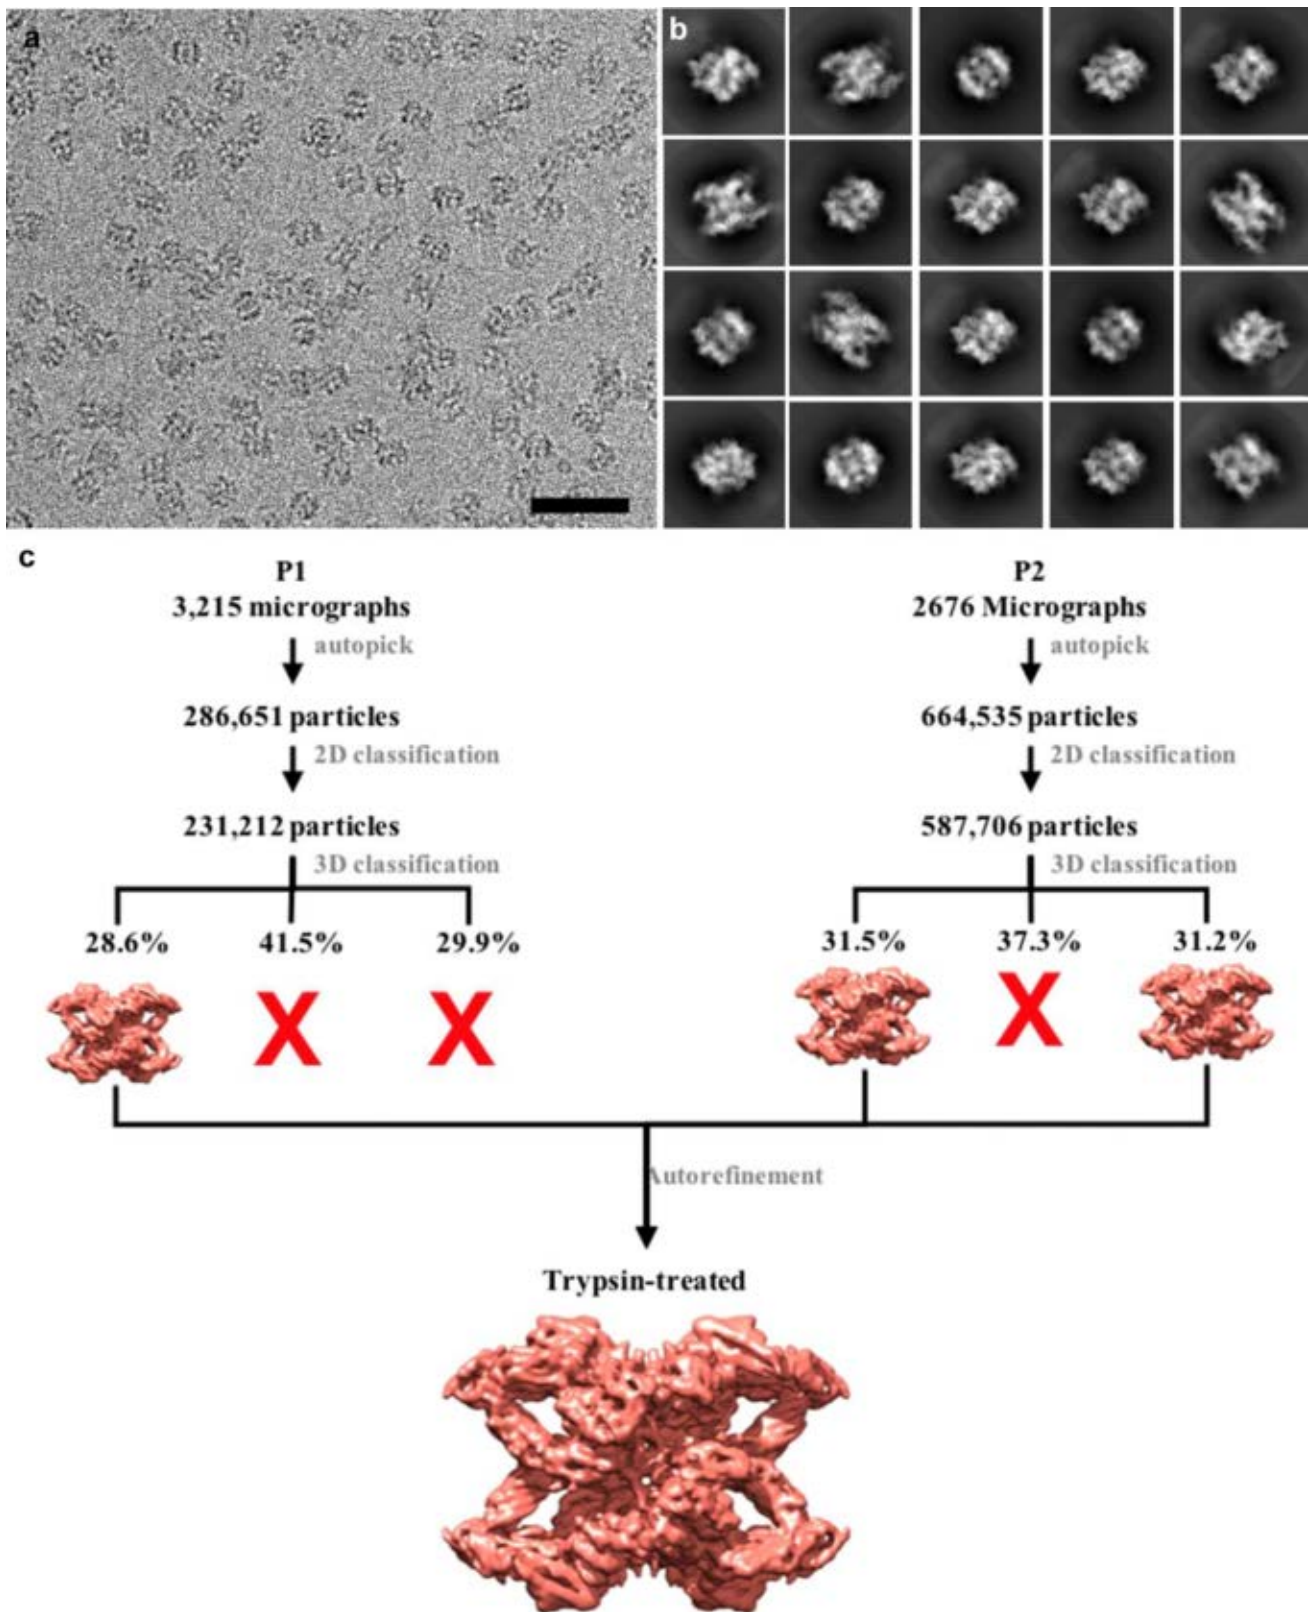 a
b
c
P1
3,215 micrographs
autopick
286,651 particles
2D classification
231,212 particles
3D classification
28.6% 41.5% 29.9%
X X
P2
2676 Micrographs
autopick
664,535 particles
2D classification
587,706 particles
3D classification
31.5% 37.3% 31.2%
X
Autorefinement
Trypsin-treated